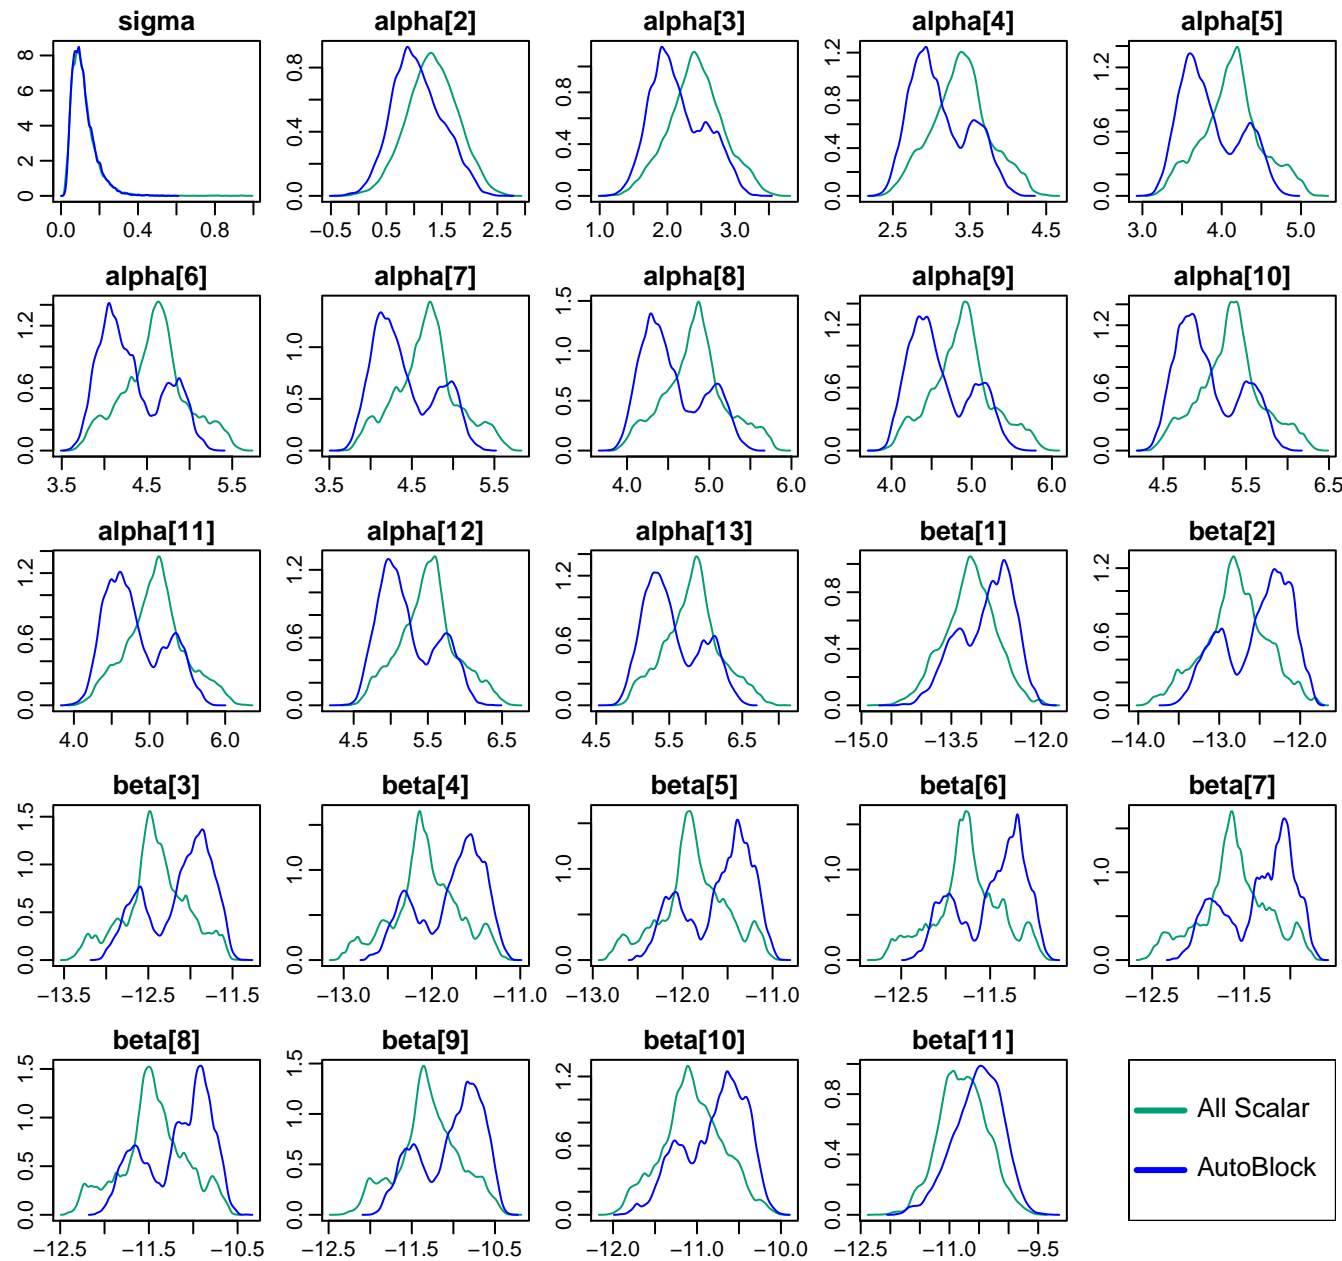 sigma alpha[2] alpha[3] alpha[4] alpha[5]
0 2 4 6 8
0.0 0.4 0.8
0.0 0.4 0.8
−0.5 0.5 1.5 2.5
0.0 0.4 0.8
1.0 2.0 3.0
0.0 0.4 0.8 1.2
2.5 3.5 4.5
0.0 0.6 1.2
3.0 4.0 5.0
alpha[6] alpha[7] alpha[8] alpha[9] alpha[10]
0.0 0.6 1.2
3.5 4.5 5.5
0.0 0.5 1.0
3.5 4.5 5.5
0.0 0.5 1.0 1.5
4.0 5.0 6.0
0.0 0.6 1.2
4.0 5.0 6.0
0.0 0.6 1.2
4.5 5.5 6.5
alpha[11] alpha[12] alpha[13] beta[1] beta[2]
0.0 0.6 1.2
4.0 5.0 6.0
0.0 0.6 1.2
4.5 5.5 6.5
0.0 0.6 1.2
4.5 5.5 6.5
0.0 0.4 0.8
−15.0 −13.5 −12.0
0.0 0.6 1.2
−14.0 −13.0 −12.0
beta[3] beta[4] beta[5] beta[6] beta[7]
0.0 0.5 1.0 1.5
−13.5 −12.5 −11.5
0.0 1.0
−13.0 −12.0 −11.0
0.0 1.0
−13.0 −12.0 −11.0
0.0 1.0
−12.5 −11.5
0.0 1.0
−12.5 −11.5
beta[8] beta[9] beta[10] beta[11]
0.0 0.5 1.0 1.5
−12.5 −11.5 −10.5
0.0 0.5 1.0 1.5
−12.5 −11.5 −10.5
0.0 0.6 1.2
−12.0 −11.0 −10.0
0.0 0.4 0.8
−12.5 −11.0 −9.5
All Scalar
AutoBlock